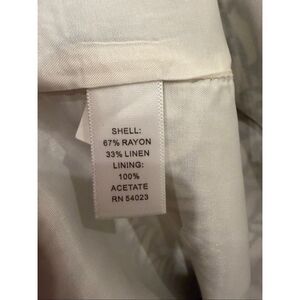 SHELL:
67% RAYON
33% LINEN
LINING:
100%
ACETATE
RN 54023